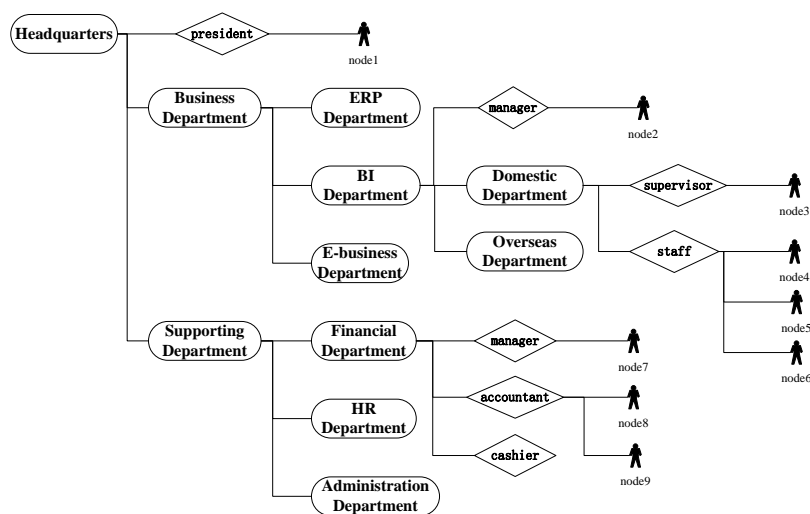 Headquarters
president
node1
Business
Department
ERP
Department
manager
node2
BI
Department
Domestic
Department
supervisor
node3
E-business
Department
Overseas
Department
staff
node4
node5
node6
Supporting
Department
Financial
Department
manager
node7
accountant
node8
HR
Department
cashier
node9
Administration
Department